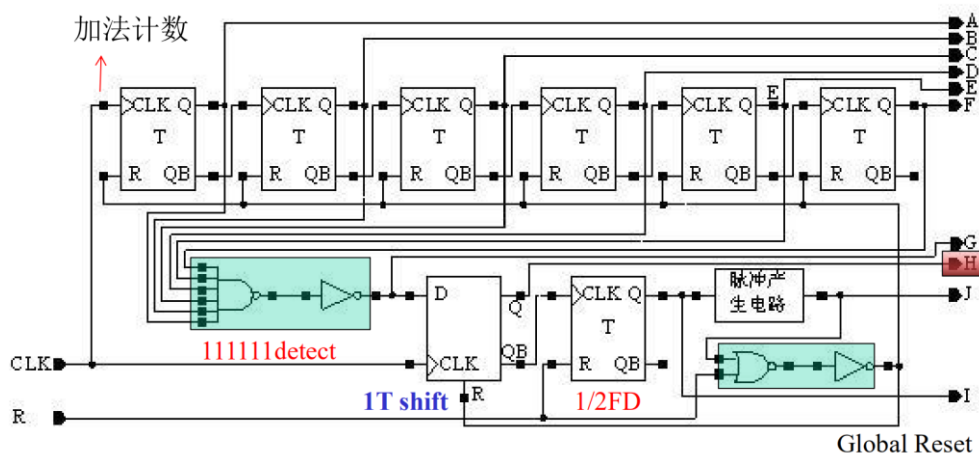 加法计数
A
B
C
D
E
F
CLK Q
T
R QB
CLK Q
T
R QB
CLK Q
T
R QB
CLK Q
T
R QB
E
CLK Q
T
R QB
CLK Q
T
R QB
G
H
J
I
111111detect
D
Q
QB
CLK
R
1T shift
CLK Q
T
R QB
1/2FD
脉冲产
生电路
CLK
R
Global Reset